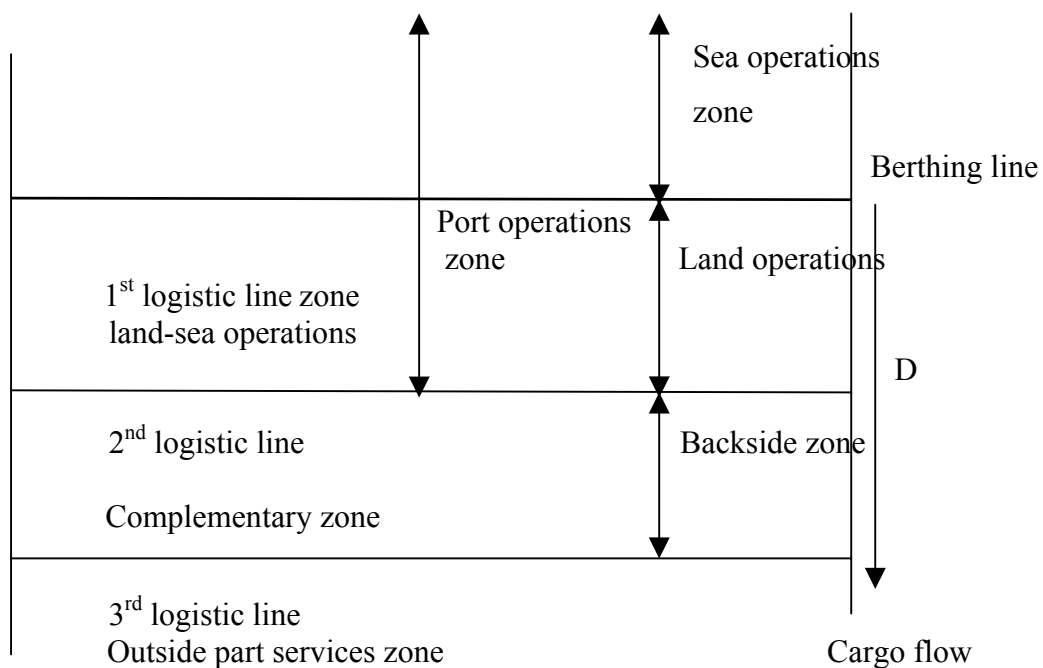 Sea operations
zone
Berthing line
Port operations
zone
Land operations
1st logistic line zone
land-sea operations
D
2nd logistic line
Backside zone
Complementary zone
3rd logistic line
Outside part services zone
Cargo flow